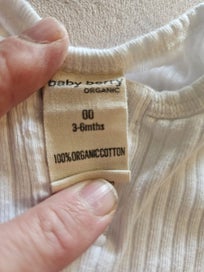 baby berry
ORGANIC
00
3-6mths
100%ORGANICCOTTON